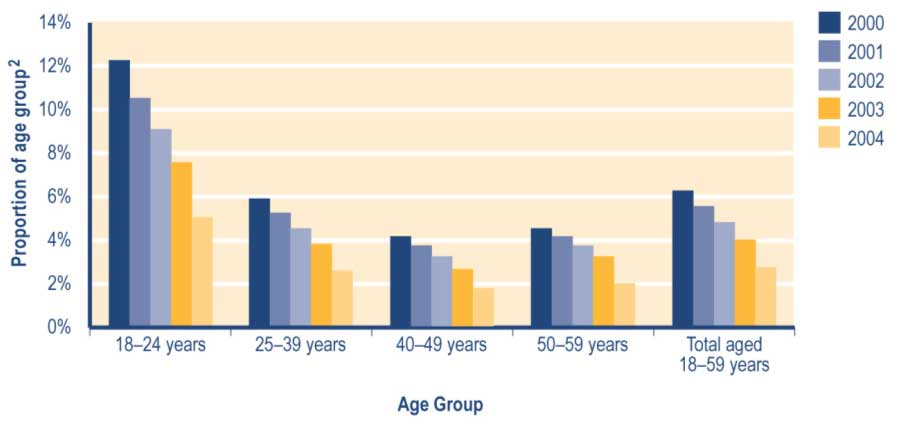 14%
12%
10%
8%
6%
4%
2%
0%
Proportion of age group²
18–24 years
25–39 years
40–49 years
50–59 years
Total aged
18–59 years
Age Group
2000
2001
2002
2003
2004